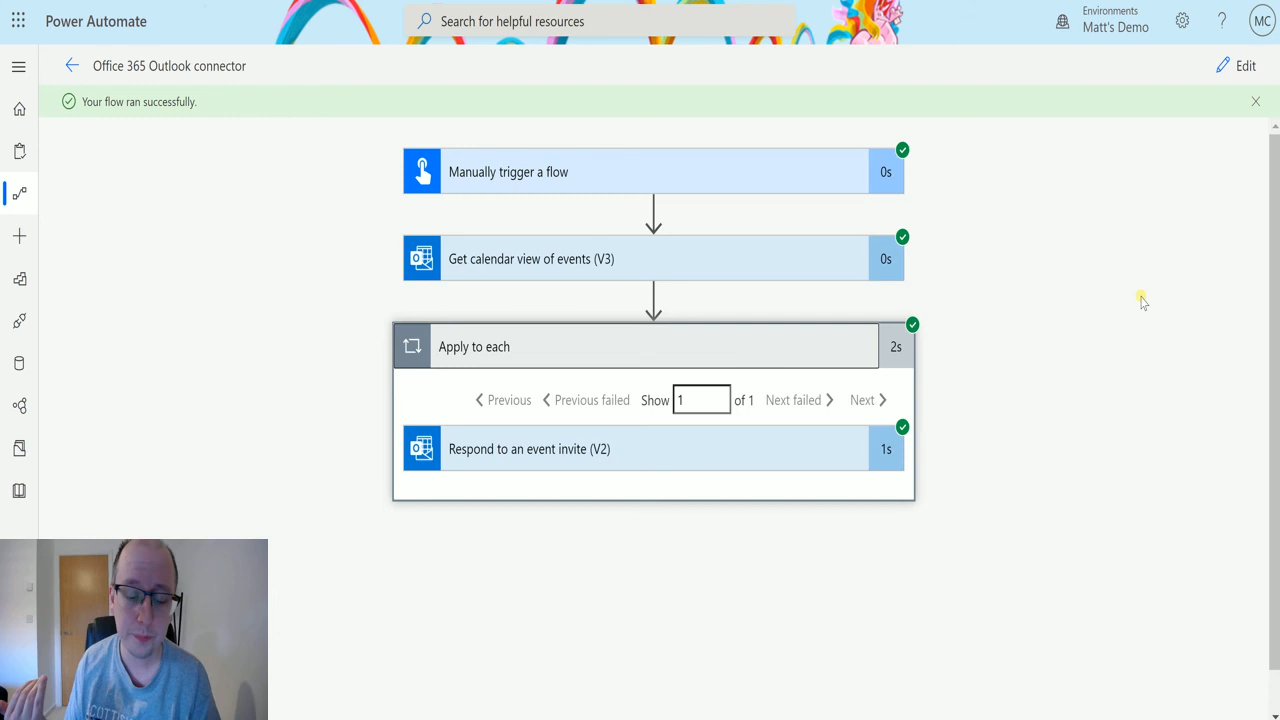 Power Automate
Search for helpful resources
Environments
Matt's Demo
MC
Office 365 Outlook connector
Edit
Your flow ran successfully.
Manually trigger a flow
0s
Get calendar view of events (V3)
0s
Apply to each
2s
Previous
Previous failed
Show
1
of 1
Next failed
Next
Respond to an event invite (V2)
1s